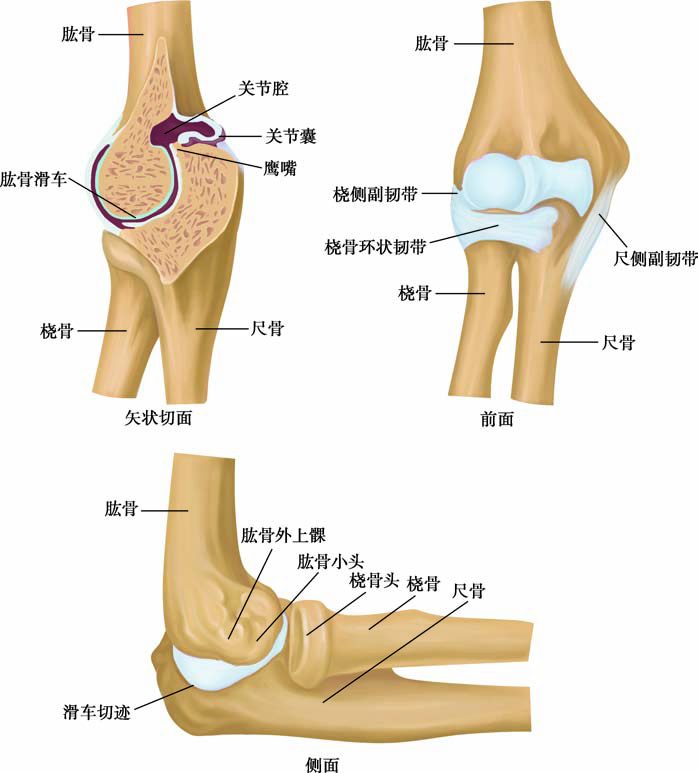 肱骨
关节腔
关节囊
鹰嘴
肱骨滑车
桡骨
尺骨
矢状切面
肱骨
桡侧副韧带
桡骨环状韧带
尺侧副韧带
桡骨
尺骨
前面
肱骨
肱骨外上髁
肱骨小头
桡骨头
桡骨
尺骨
滑车切迹
侧面